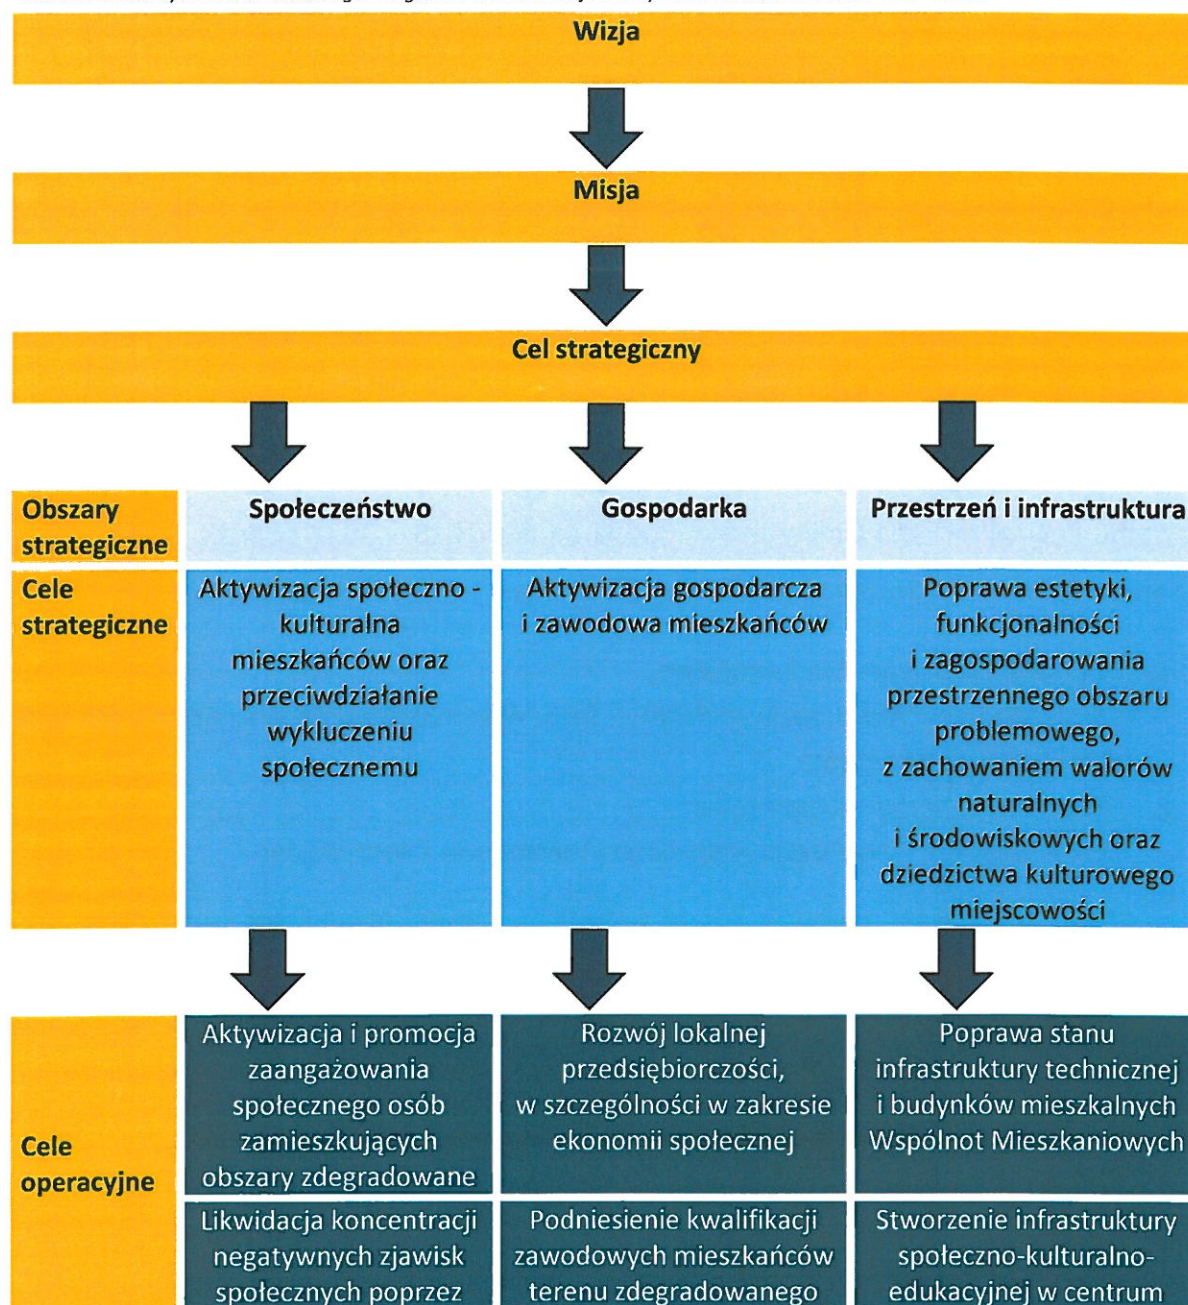 Wizja
Misja
Cel strategiczny
Obszary
strategiczne
Społeczeństwo
Gospodarka
Przestrzeń i infrastruktura
Cele
strategiczne
Aktywizacja społeczno -
kulturalna
mieszkańców oraz
przeciwdziałanie
wykluczeniu
społecznemu
Aktywizacja gospodarcza
i zawodowa mieszkańców
Poprawa estetyki,
funkcjonalności
i zagospodarowania
przestrzennego obszaru
problemowego,
z zachowaniem walorów
naturalnych
i środowiskowych oraz
dziedzictwa kulturowego
miejscowości
Cele
operacyjne
Aktywizacja i promocja
zaangażowania
społecznego osób
zamieszkujących
obszary zdegradowane
Rozwój lokalnej
przedsiębiorczości,
w szczególności w zakresie
ekonomii społecznej
Poprawa stanu
infrastruktury technicznej
i budynków mieszkalnych
Wspólnot Mieszkaniowych
Likwidacja koncentracji
negatywnych zjawisk
społecznych poprzez
Podniesienie kwalifikacji
zawodowych mieszkańców
terenu zdegradowanego
Stworzenie infrastruktury
społeczno-kulturalno-
edukacyjnej w centrum